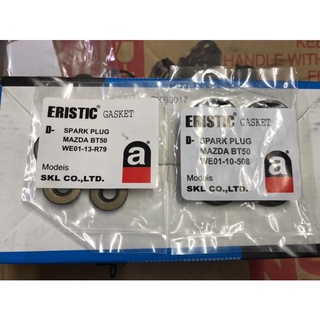 KEEP
HANDLE WITH
ERISTIC GASKET
D- SPARK PLUG
MAZDA BT50
WE01-13-R79
Models
SKL CO.,LTD.
a
ERISTIC GASKET
D- SPARK PLUG
MAZDA BT50
WE01-10-508
Models
SKL CO.,LTD.
a